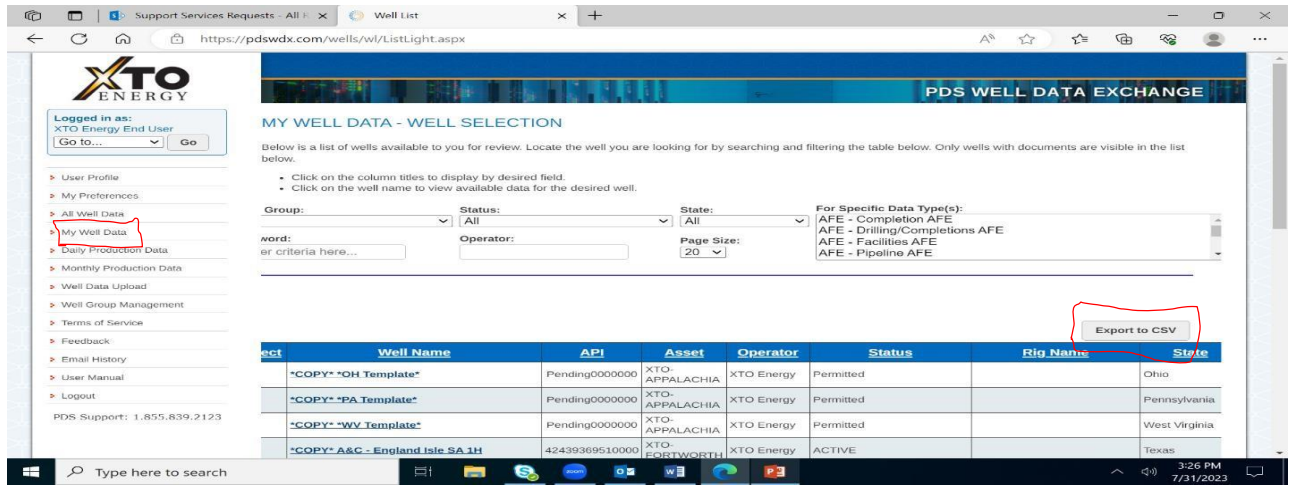 Support Services Requests - All
Well List
https://pdswdx.com/wells/wl/ListLight.aspx
XTO
ENERGY
PDS WELL DATA EXCHANGE
Logged in as:
XTO Energy End User
Go to...
Go
User Profile
My Preferences
All Well Data
My Well Data
Daily Production Data
Monthly Production Data
Well Data Upload
Well Group Management
Terms of Service
Feedback
Email History
User Manual
Logout
PDS Support: 1.855.839.2123
MY WELL DATA - WELL SELECTION
Below is a list of wells available to you for review. Locate the well you are looking for by searching and filtering the table below. Only wells with documents are visible in the list
below.
• Click on the column titles to display by desired field.
• Click on the well name to view available data for the desired well.
Group: Status: State: For Specific Data Type(s):
All All AFE - Completion AFE
AFE - Drilling/Completions AFE
word: Operator: Page Size: AFE - Facilities AFE
er criteria here... 20 AFE - Pipeline AFE
Export to CSV
ect Well Name API Asset Operator Status Rig Name State
*COPY* *OH Template* Pending0000000 XTO-APPALACHIA XTO Energy Permitted Ohio
*COPY* *PA Template* Pending0000000 XTO-APPALACHIA XTO Energy Permitted Pennsylvania
*COPY* *WV Template* Pending0000000 XTO-APPALACHIA XTO Energy Permitted West Virginia
*COPY* A&C - England Isle SA 1H 42439369510000 XTO-FORTWORTH XTO Energy ACTIVE Texas
Type here to search
3:26 PM
7/31/2023